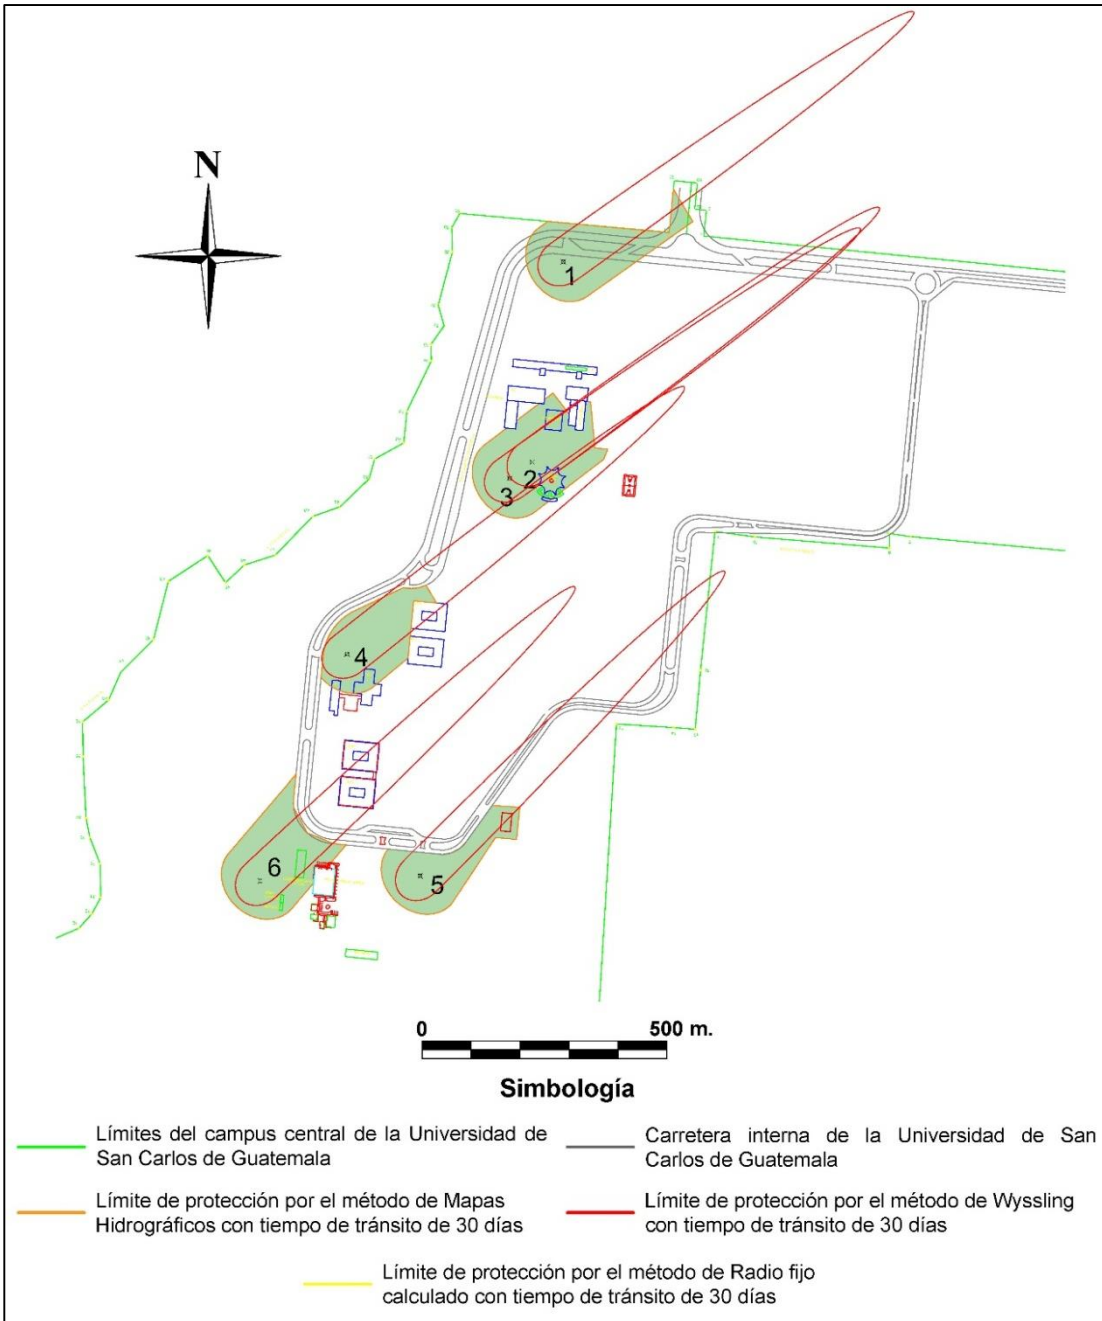 N
1
2
3
4
5
6
0 500 m.
Simbología
Límites del campus central de la Universidad de
San Carlos de Guatemala
Carretera interna de la Universidad de San
Carlos de Guatemala
Límite de protección por el método de Mapas
Hidrográficos con tiempo de tránsito de 30 días
Límite de protección por el método de Wyssling
con tiempo de tránsito de 30 días
Límite de protección por el método de Radio fijo
calculado con tiempo de tránsito de 30 días